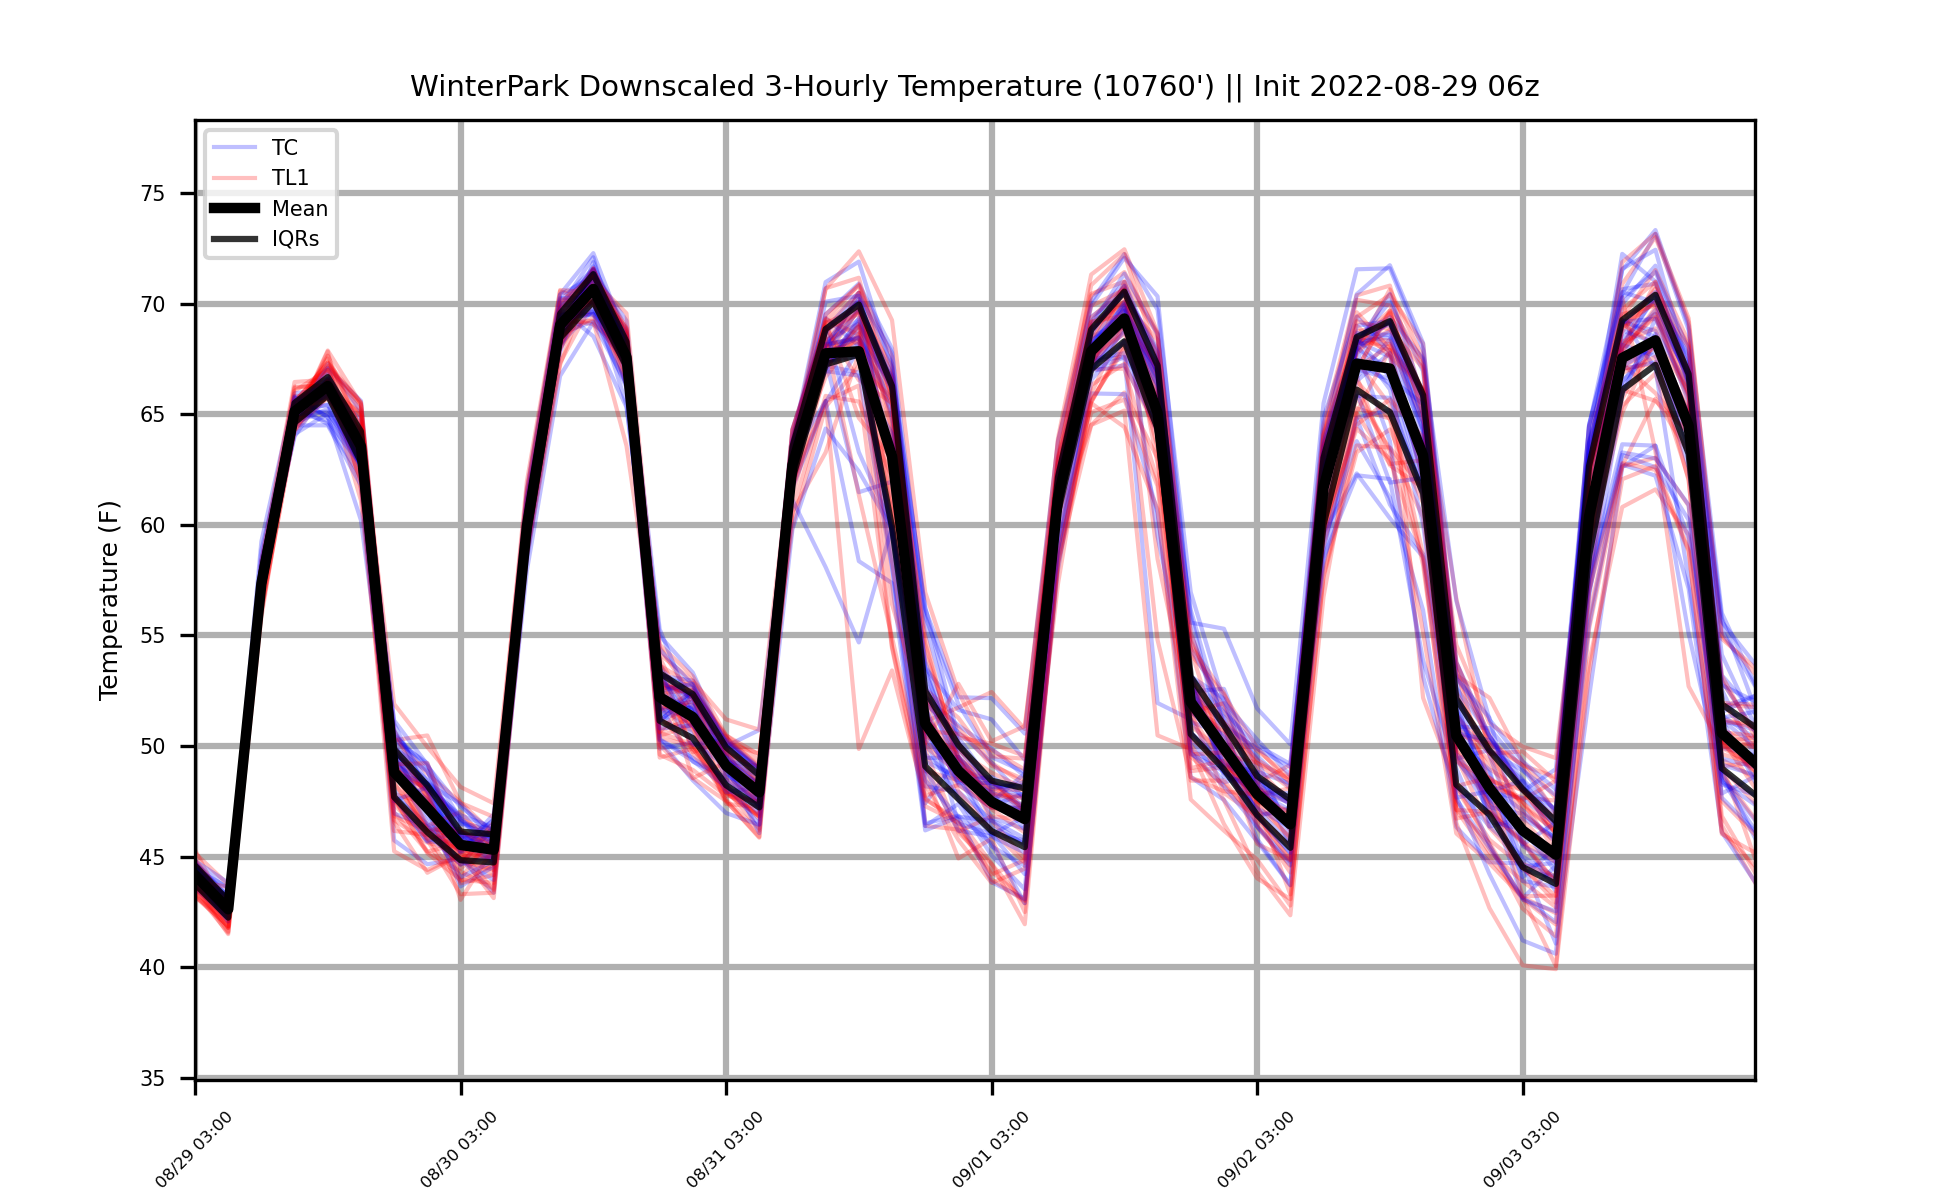 WinterPark Downscaled 3-Hourly Temperature (10760') || Init 2022-08-29 06z
TC
TL1
Mean
IQRs
Temperature (F)
75
70
65
60
55
50
45
40
35
08/29 03:00
08/30 03:00
08/31 03:00
09/01 03:00
09/02 03:00
09/03 03:00